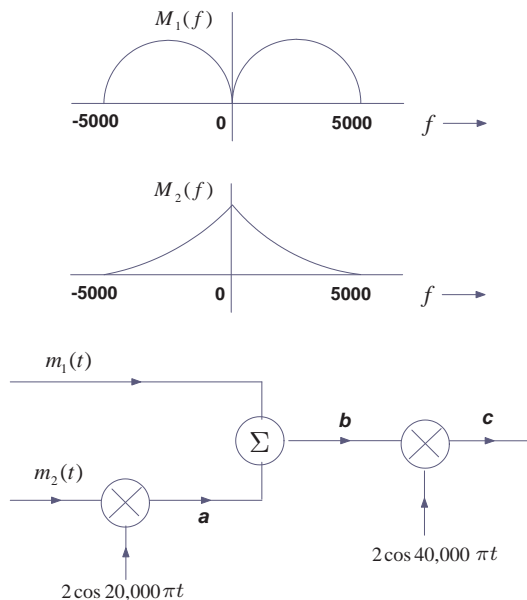 M₁(f)
-5000 0 5000 f
M₂(f)
-5000 0 5000 f
m₁(t)
Σ b c
m₂(t)
a
2 cos 40,000 πt
2 cos 20,000 πt